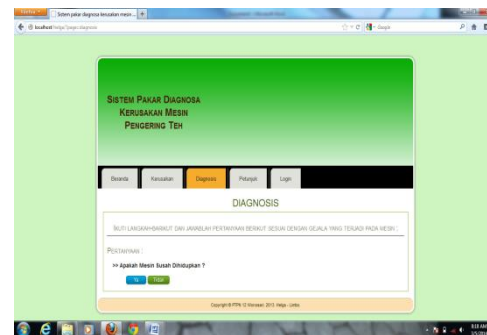 Sistem pakar diagnosa kerusakan mesin ...
localhost
Google
SISTEM PAKAR DIAGNOSA
KERUSAKAN MESIN
PENGERING TEH
Beranda Kerusakan Diagnosis Petunjuk Login
DIAGNOSIS
IKUTI LANGKAH BERIKUT DAN JAWABLAH PERTANYAAN BERIKUT SESUAI DENGAN GEJALA YANG TERJADI PADA MESIN :
PERTANYAAN :
>> Apakah Mesin Susah Dihidupkan ?
Ya Tidak
Copyright ©